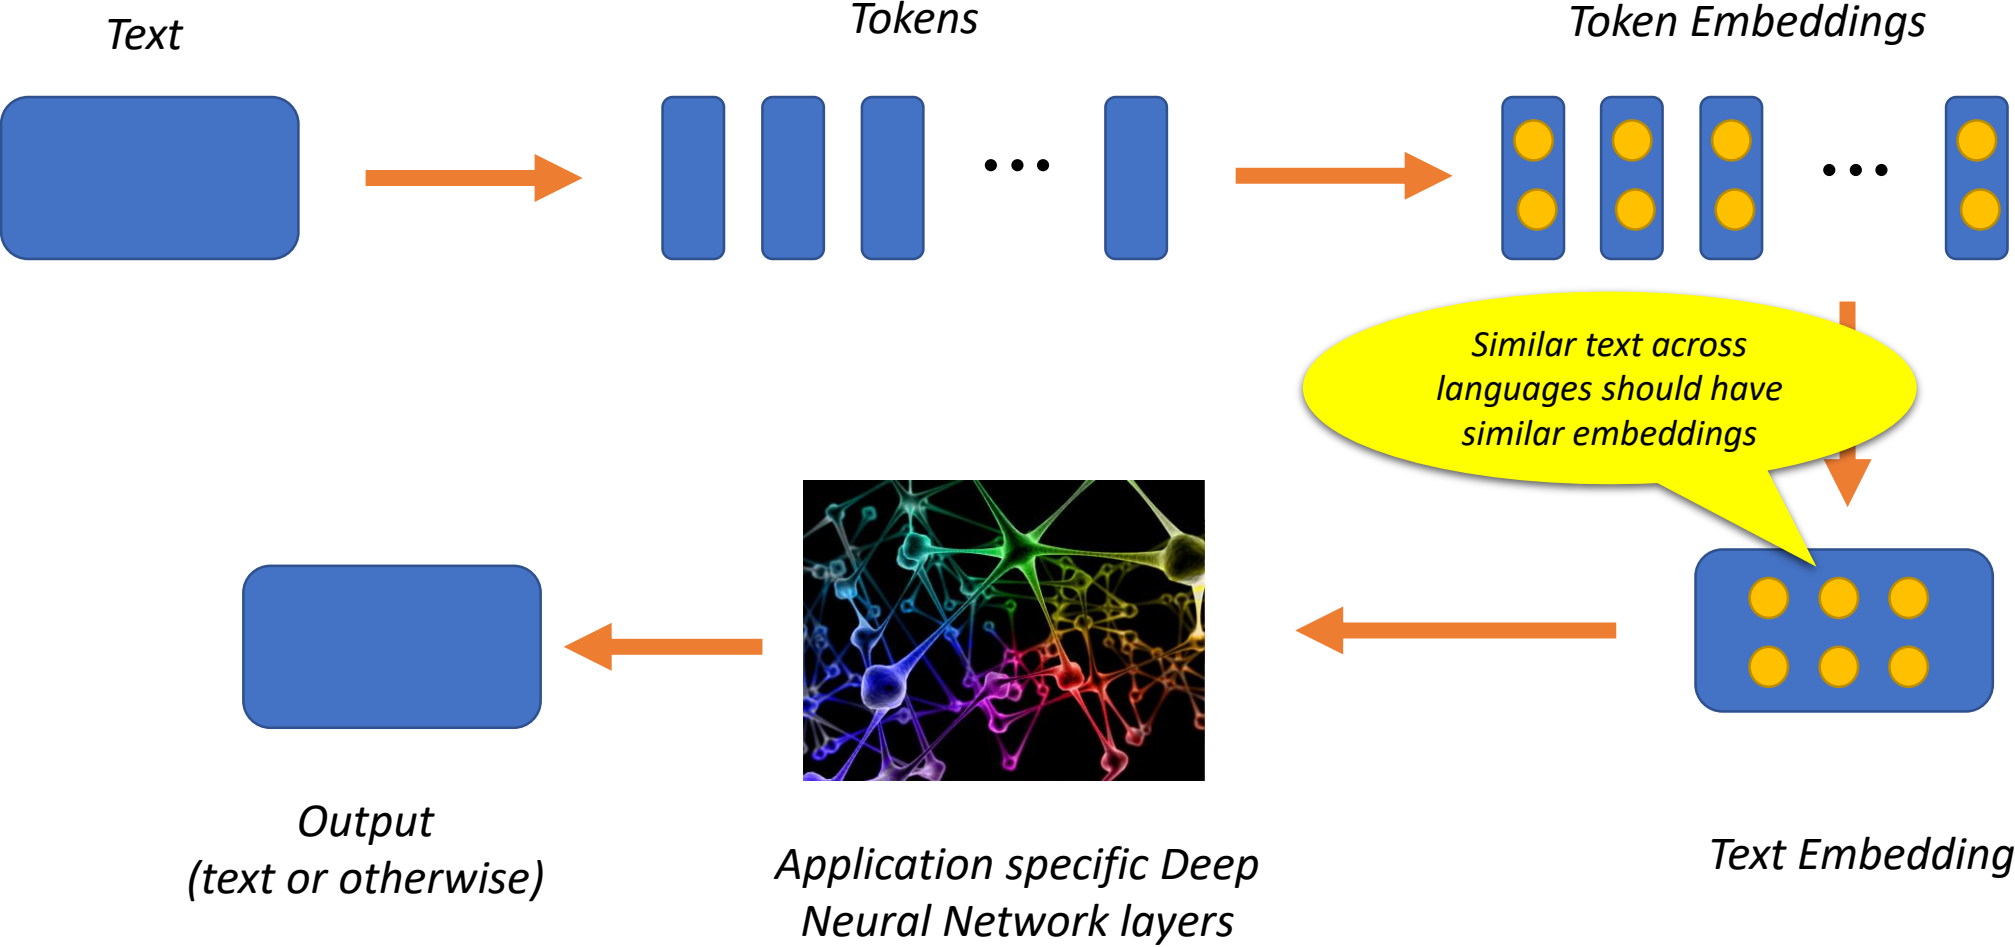 Text
Tokens
Token Embeddings
Similar text across
languages should have
similar embeddings
Text Embedding
Application specific Deep
Neural Network layers
Output
(text or otherwise)